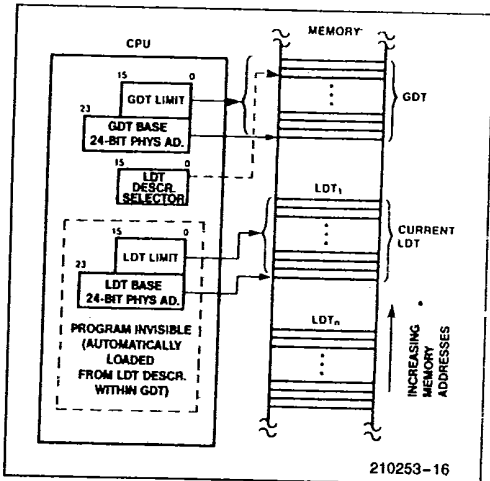 CPU
MEMORY
15 0
GDT LIMIT
23
GDT BASE
24-BIT PHYS AD.
GDT
15 0
LDT
DESCR.
SELECTOR
LDT₁
15 0
LDT LIMIT
23
LDT BASE
24-BIT PHYS AD.
CURRENT
LDT
PROGRAM INVISIBLE
(AUTOMATICALLY
LOADED
FROM LDT DESCR.
WITHIN GDT)
LDTₙ
INCREASING
MEMORY
ADDRESSES
210253-16